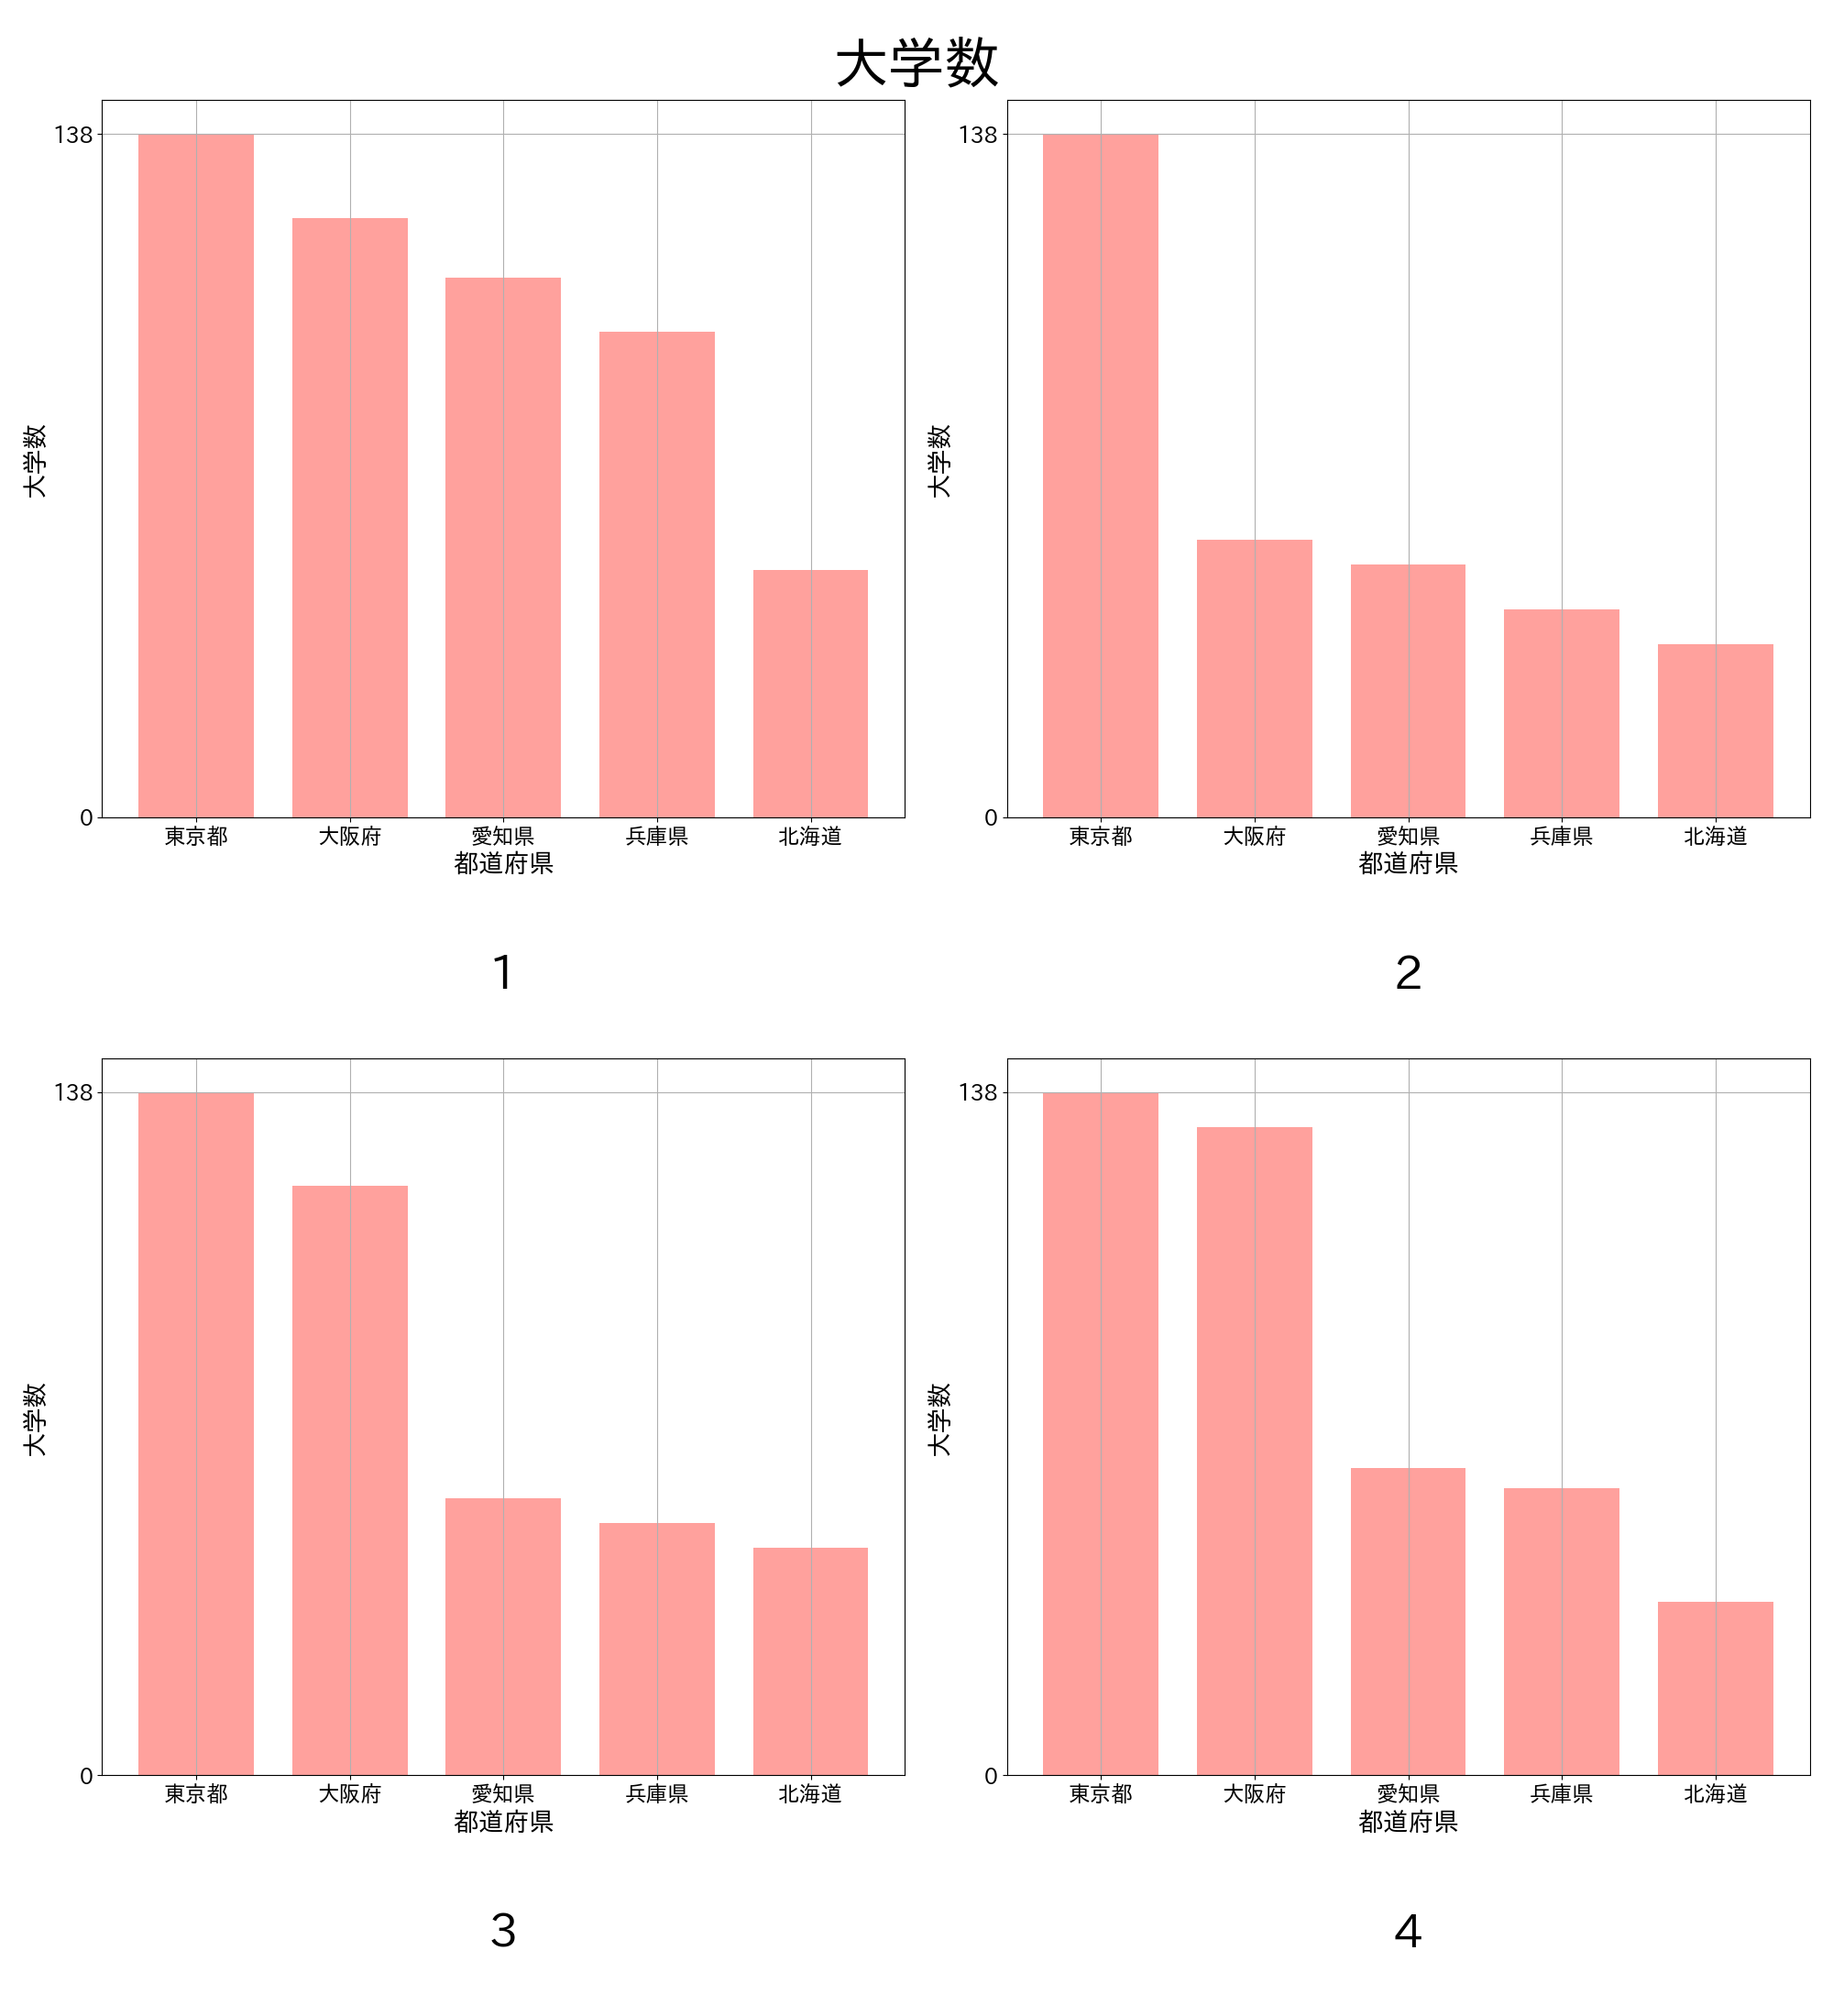 大学数
138
0
大学数
東京都 大阪府 愛知県 兵庫県 北海道
都道府県
1
138
0
大学数
東京都 大阪府 愛知県 兵庫県 北海道
都道府県
2
138
0
大学数
東京都 大阪府 愛知県 兵庫県 北海道
都道府県
3
138
0
大学数
東京都 大阪府 愛知県 兵庫県 北海道
都道府県
4